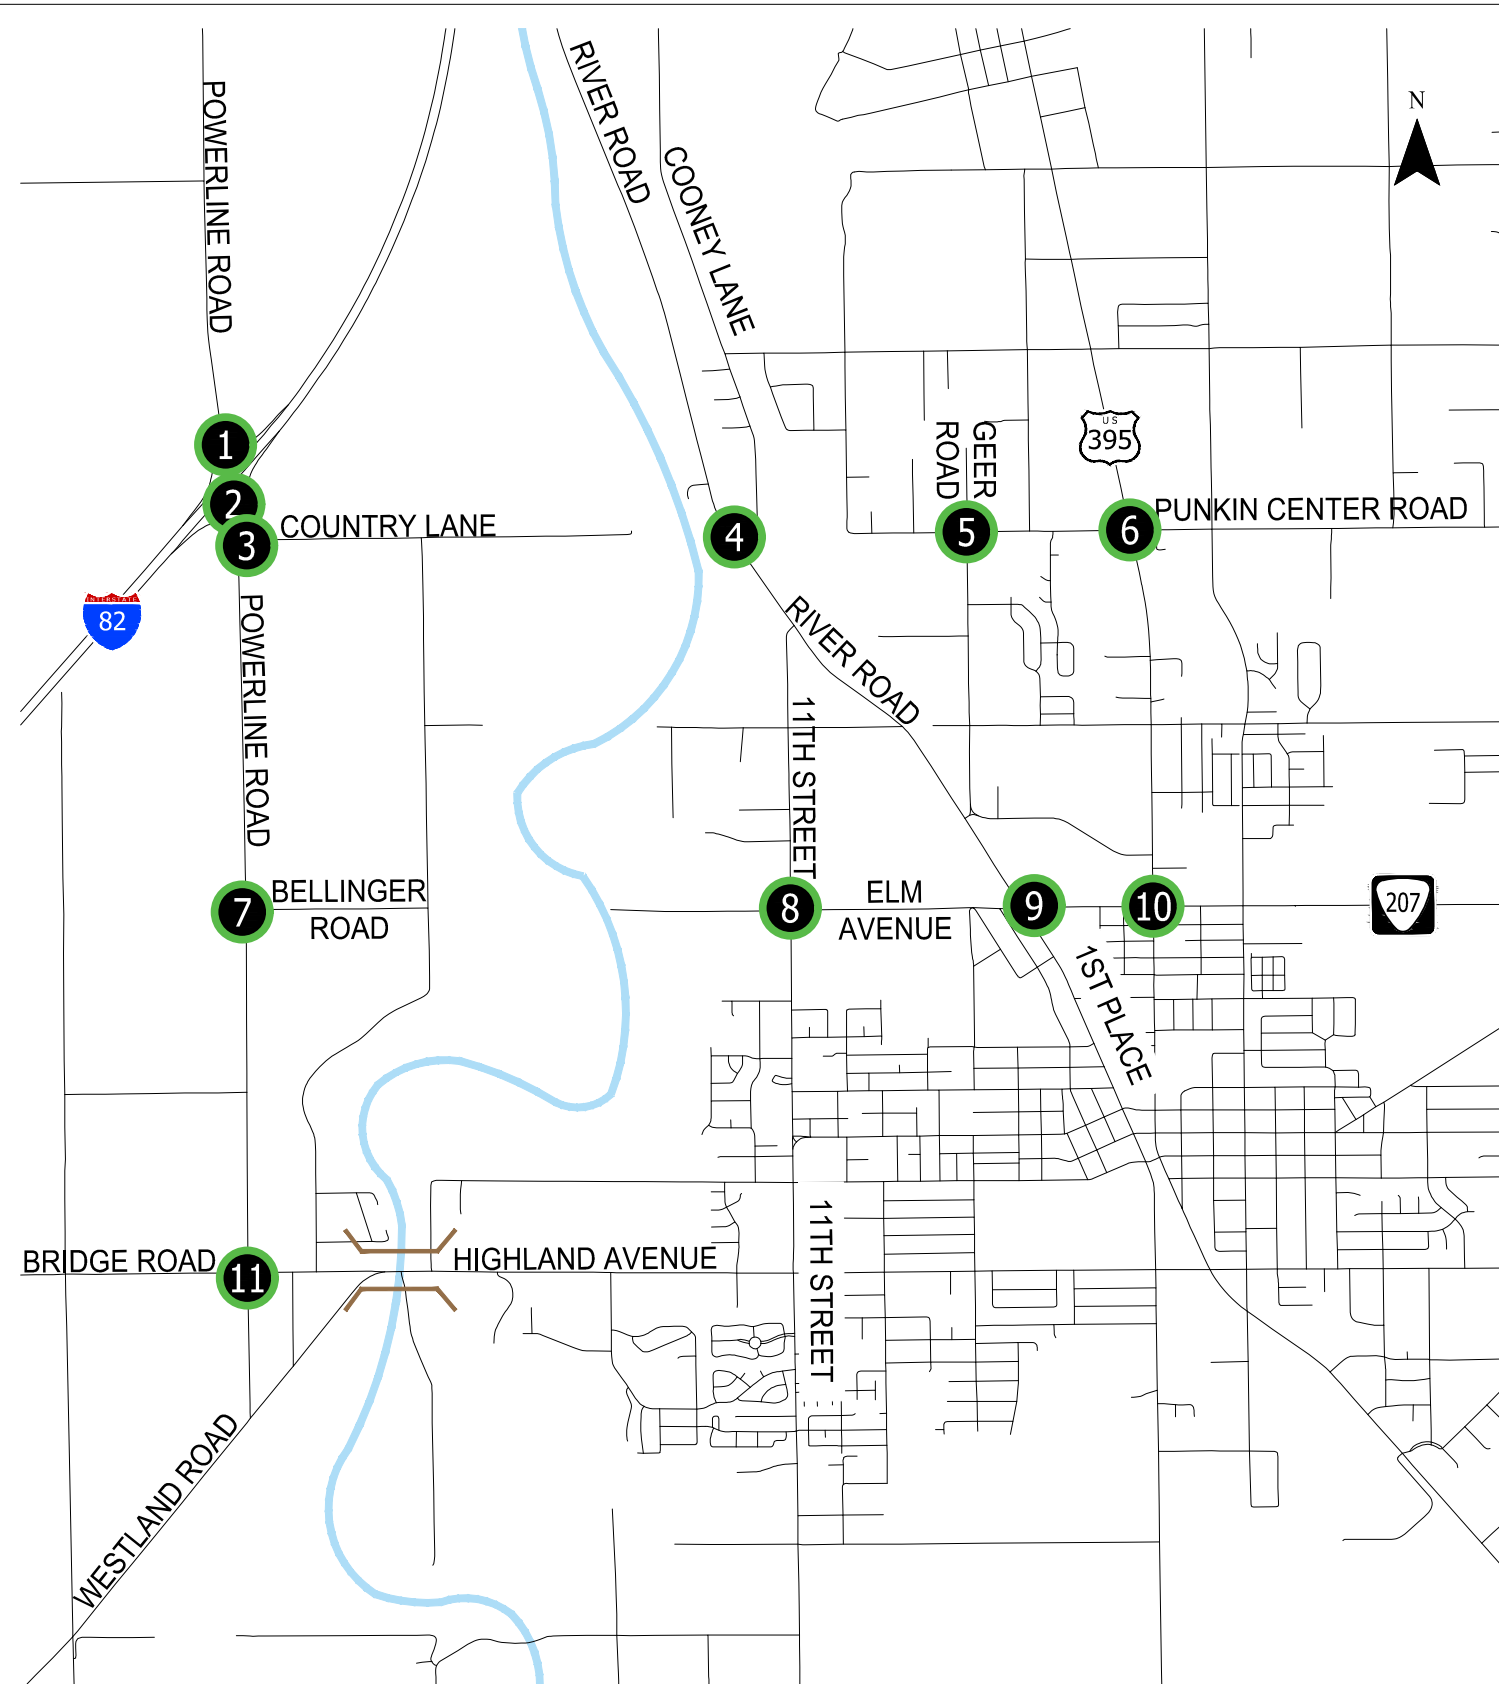 RIVER ROAD
POWERLINE ROAD
N
COONEY LANE
US
395
1
GEER
ROAD
2
PUNKIN CENTER ROAD
COUNTRY LANE
3
4
5
6
INTERSTATE
82
POWERLINE ROAD
RIVER ROAD
11TH STREET
7
BELLINGER
ROAD
8
ELM
AVENUE
9
10
207
1ST PLACE
BRIDGE ROAD
11
HIGHLAND AVENUE
11TH STREET
WESTLAND ROAD